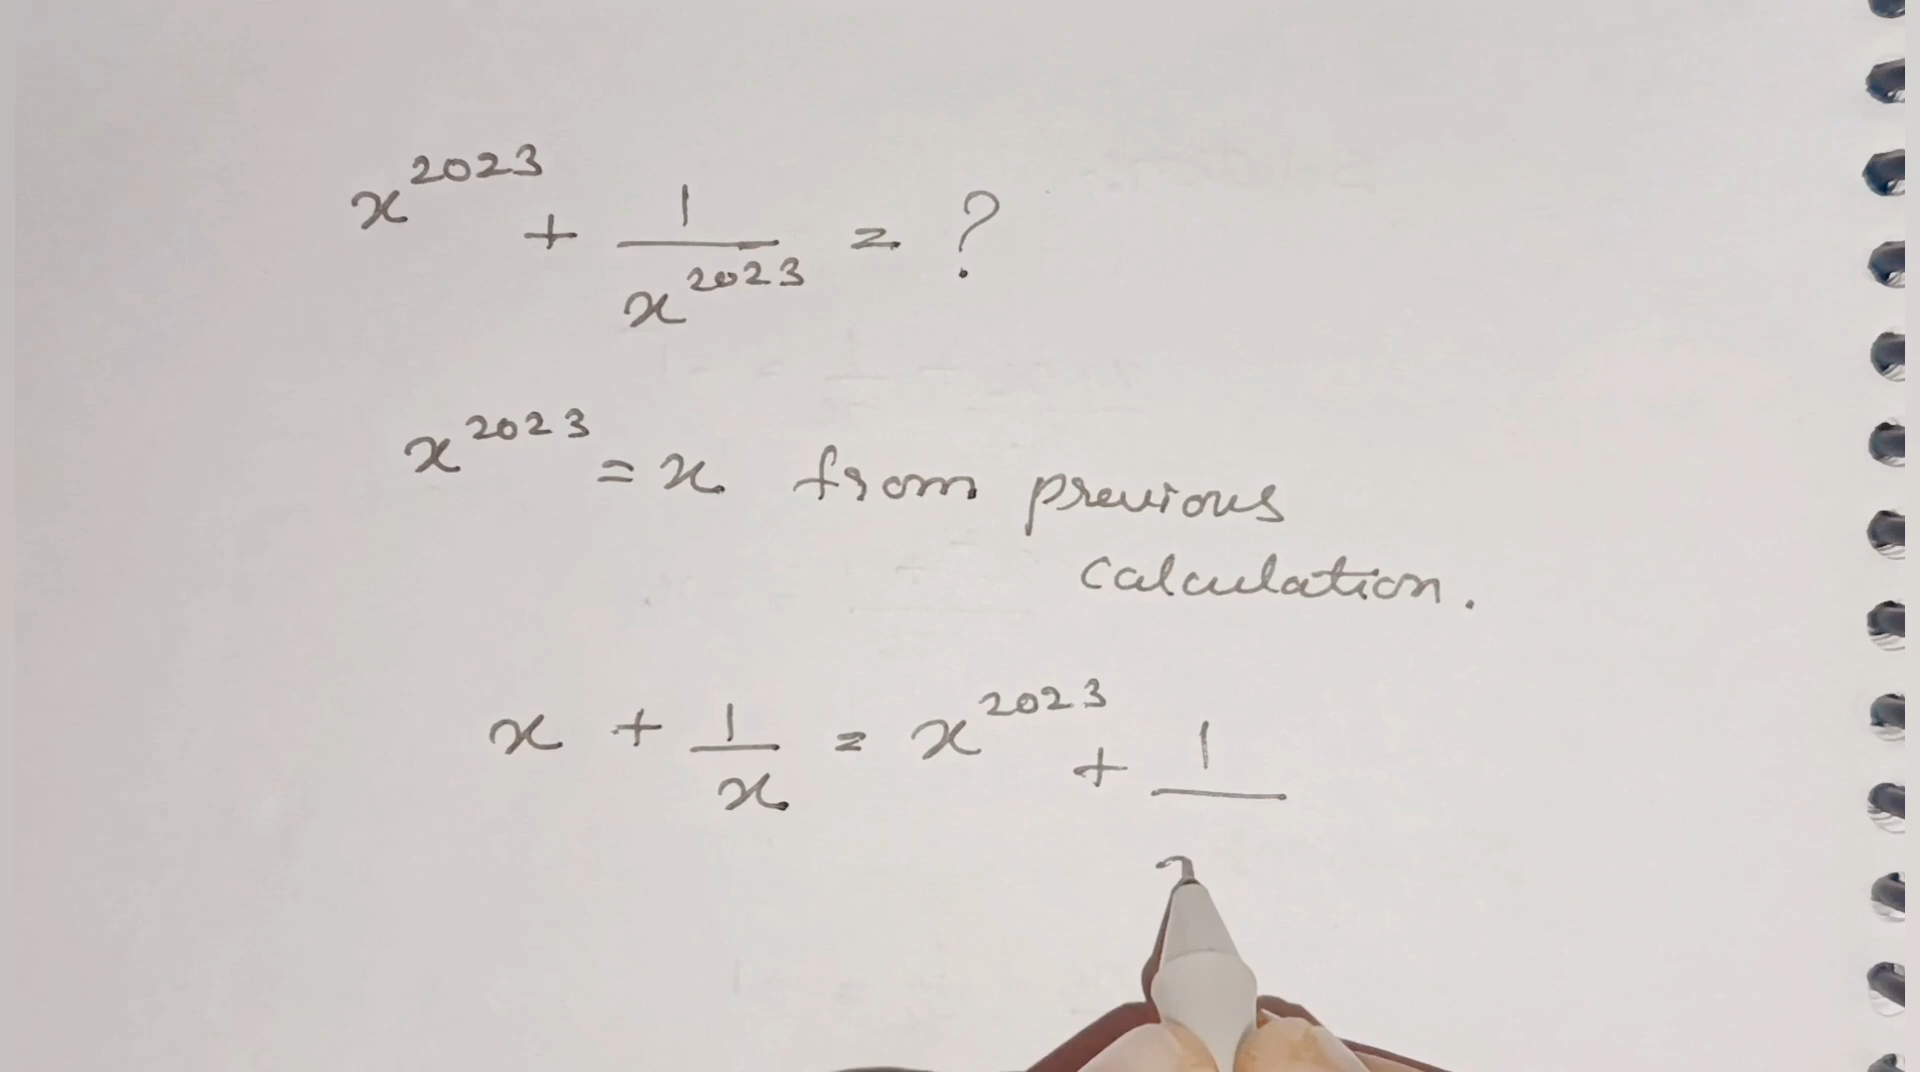 x^2023 + 1/x^2023 = ?
x^2023 = x from previous
calculation.
x + 1/x = x^2023 + 1/